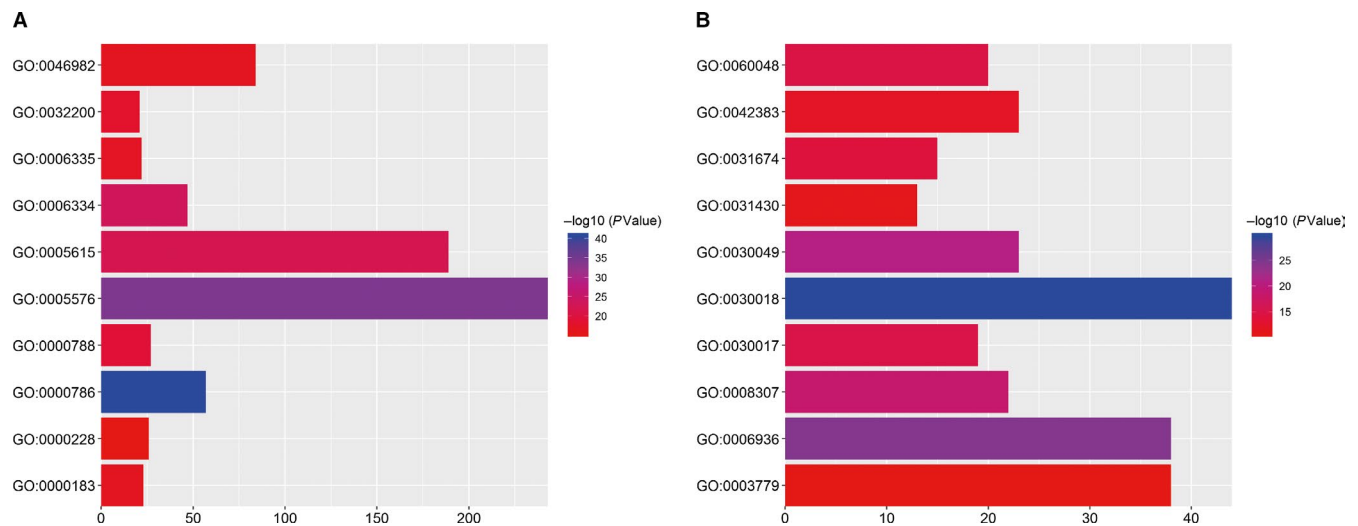 A
GO:0046982
GO:0032200
GO:0006335
GO:0006334
GO:0005615
GO:0005576
GO:0000788
GO:0000786
GO:0000228
GO:0000183
0 50 100 150 200
–log10 (PValue)
40
35
30
25
20
B
GO:0060048
GO:0042383
GO:0031674
GO:0031430
GO:0030049
GO:0030018
GO:0030017
GO:0008307
GO:0006936
GO:0003779
0 10 20 30 40
–log10 (PValue)
25
20
15